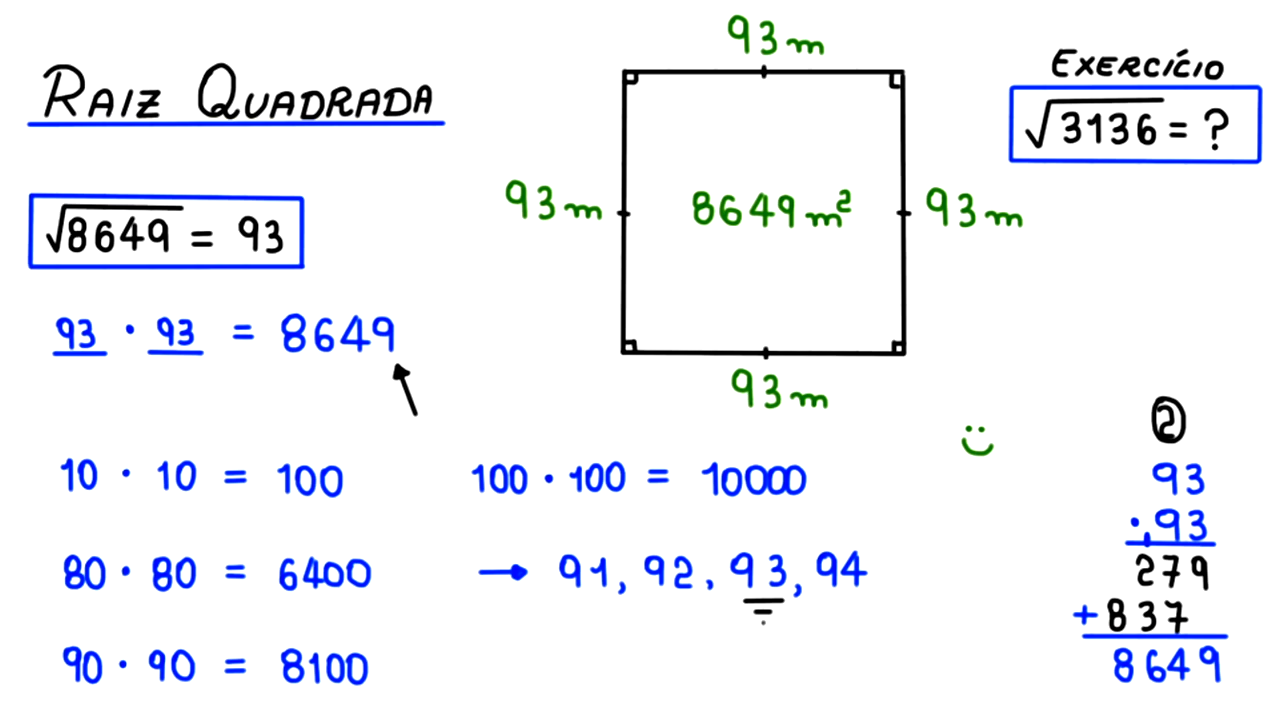 RAIZ QUADRADA
√8649 = 93
93 · 93 = 8649
10 · 10 = 100
80 · 80 = 6400
90 · 90 = 8100
93 m
93 m
8649 m²
93 m
93 m
100 · 100 = 10000
→ 91, 92, 93, 94
EXERCÍCIO
√3136 = ?
2
93
·93
279
+837
8649